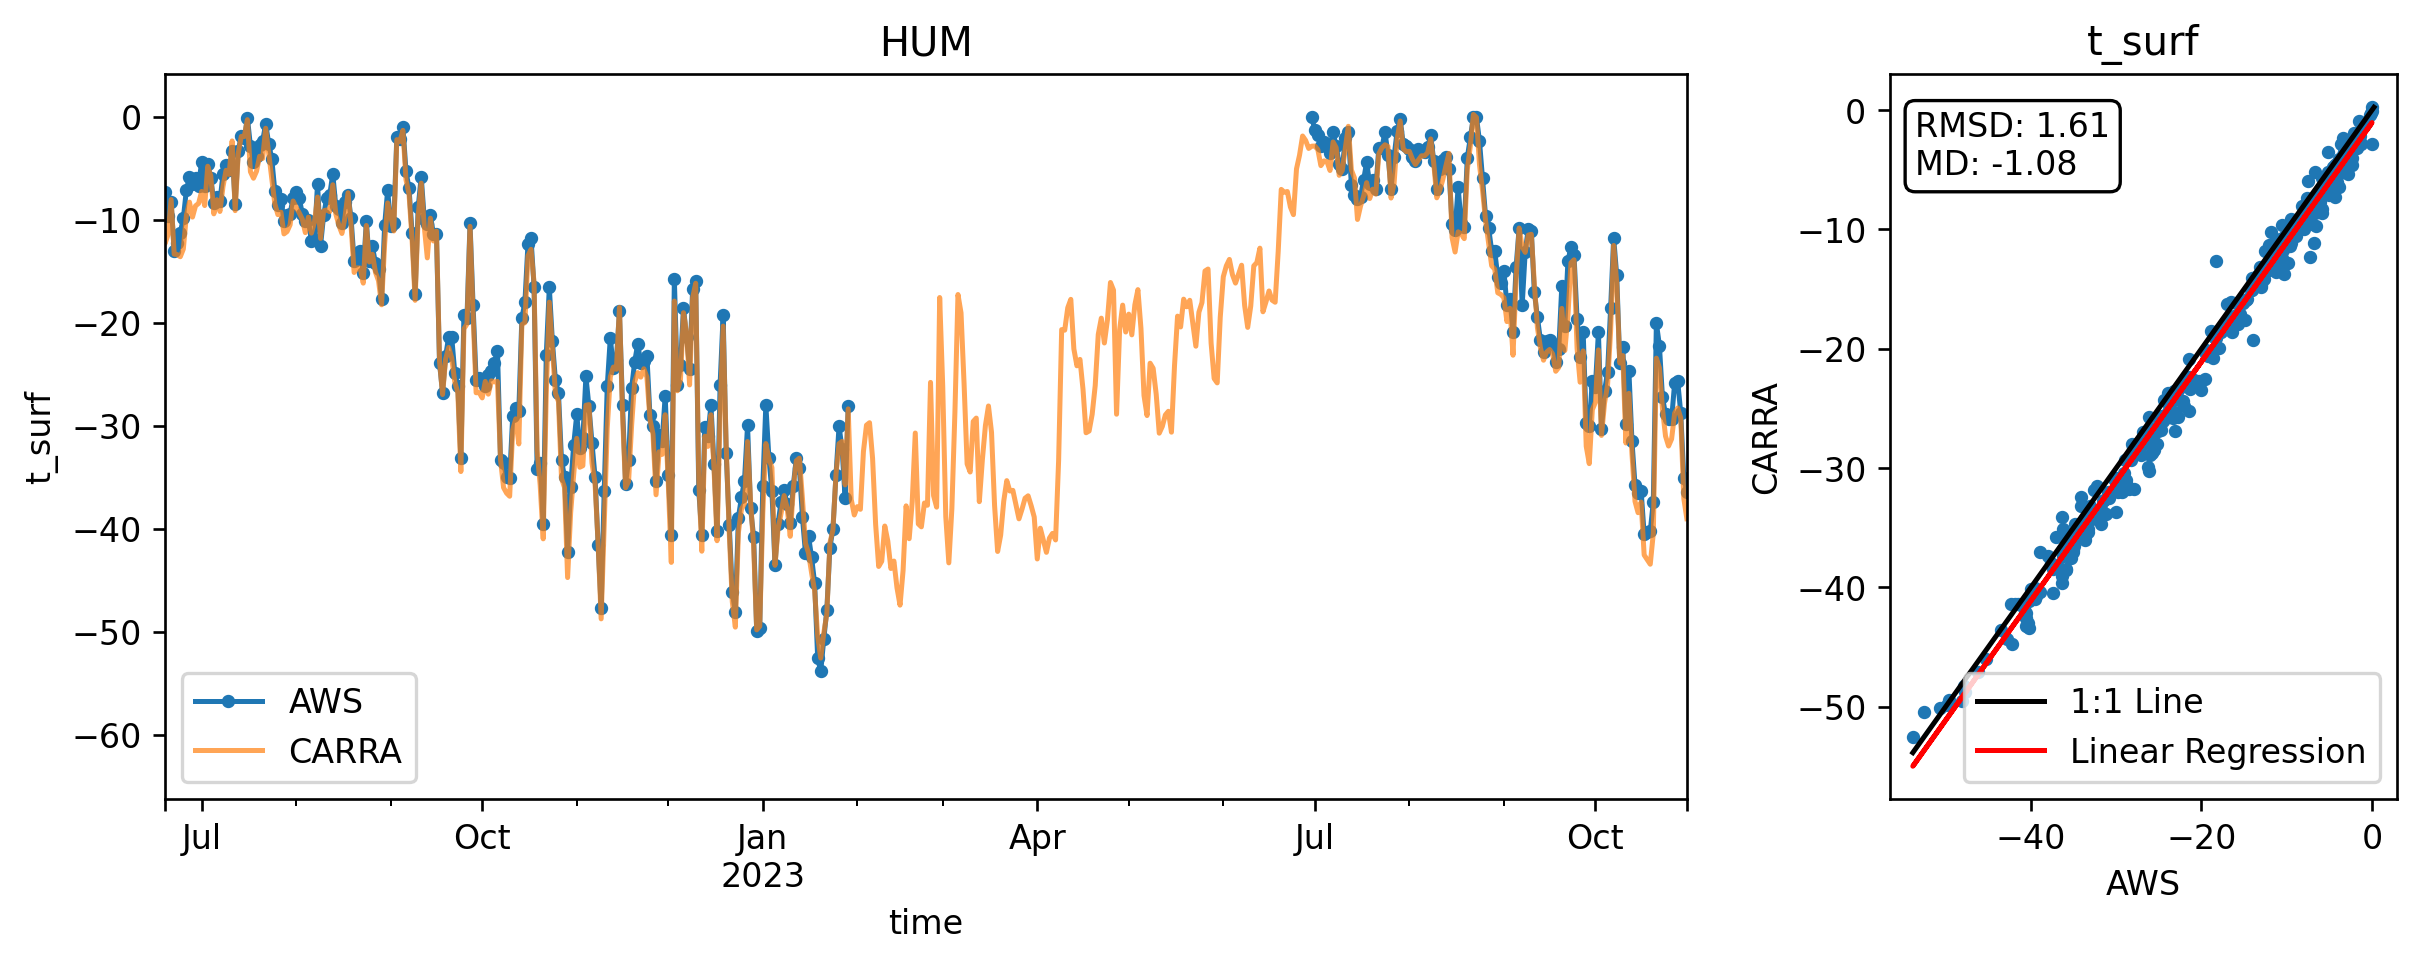 HUM
t_surf
0
−10
−20
−30
−40
−50
−60
AWS
CARRA
Jul
Oct
Jan
2023
Apr
Jul
Oct
time
t_surf
CARRA
0
−10
−20
−30
−40
−50
RMSD: 1.61
MD: -1.08
1:1 Line
Linear Regression
−40
−20
0
AWS